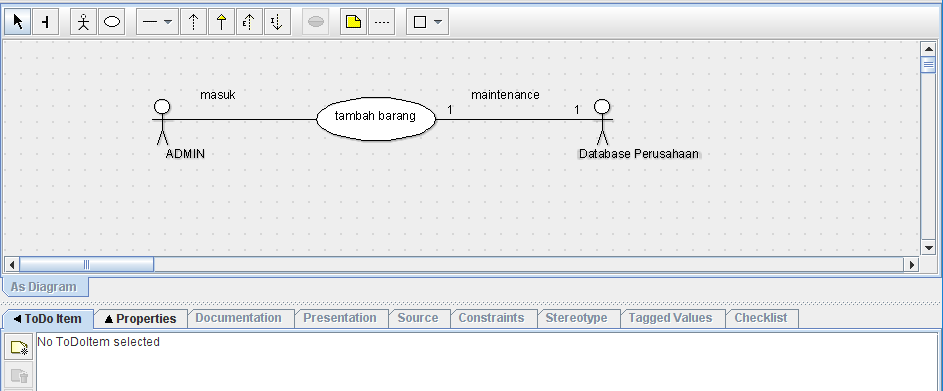 masuk
maintenance
tambah barang
1
1
ADMIN
Database Perusahaan
As Diagram
ToDo Item
Properties
Documentation
Presentation
Source
Constraints
Stereotype
Tagged Values
Checklist
No ToDoItem selected